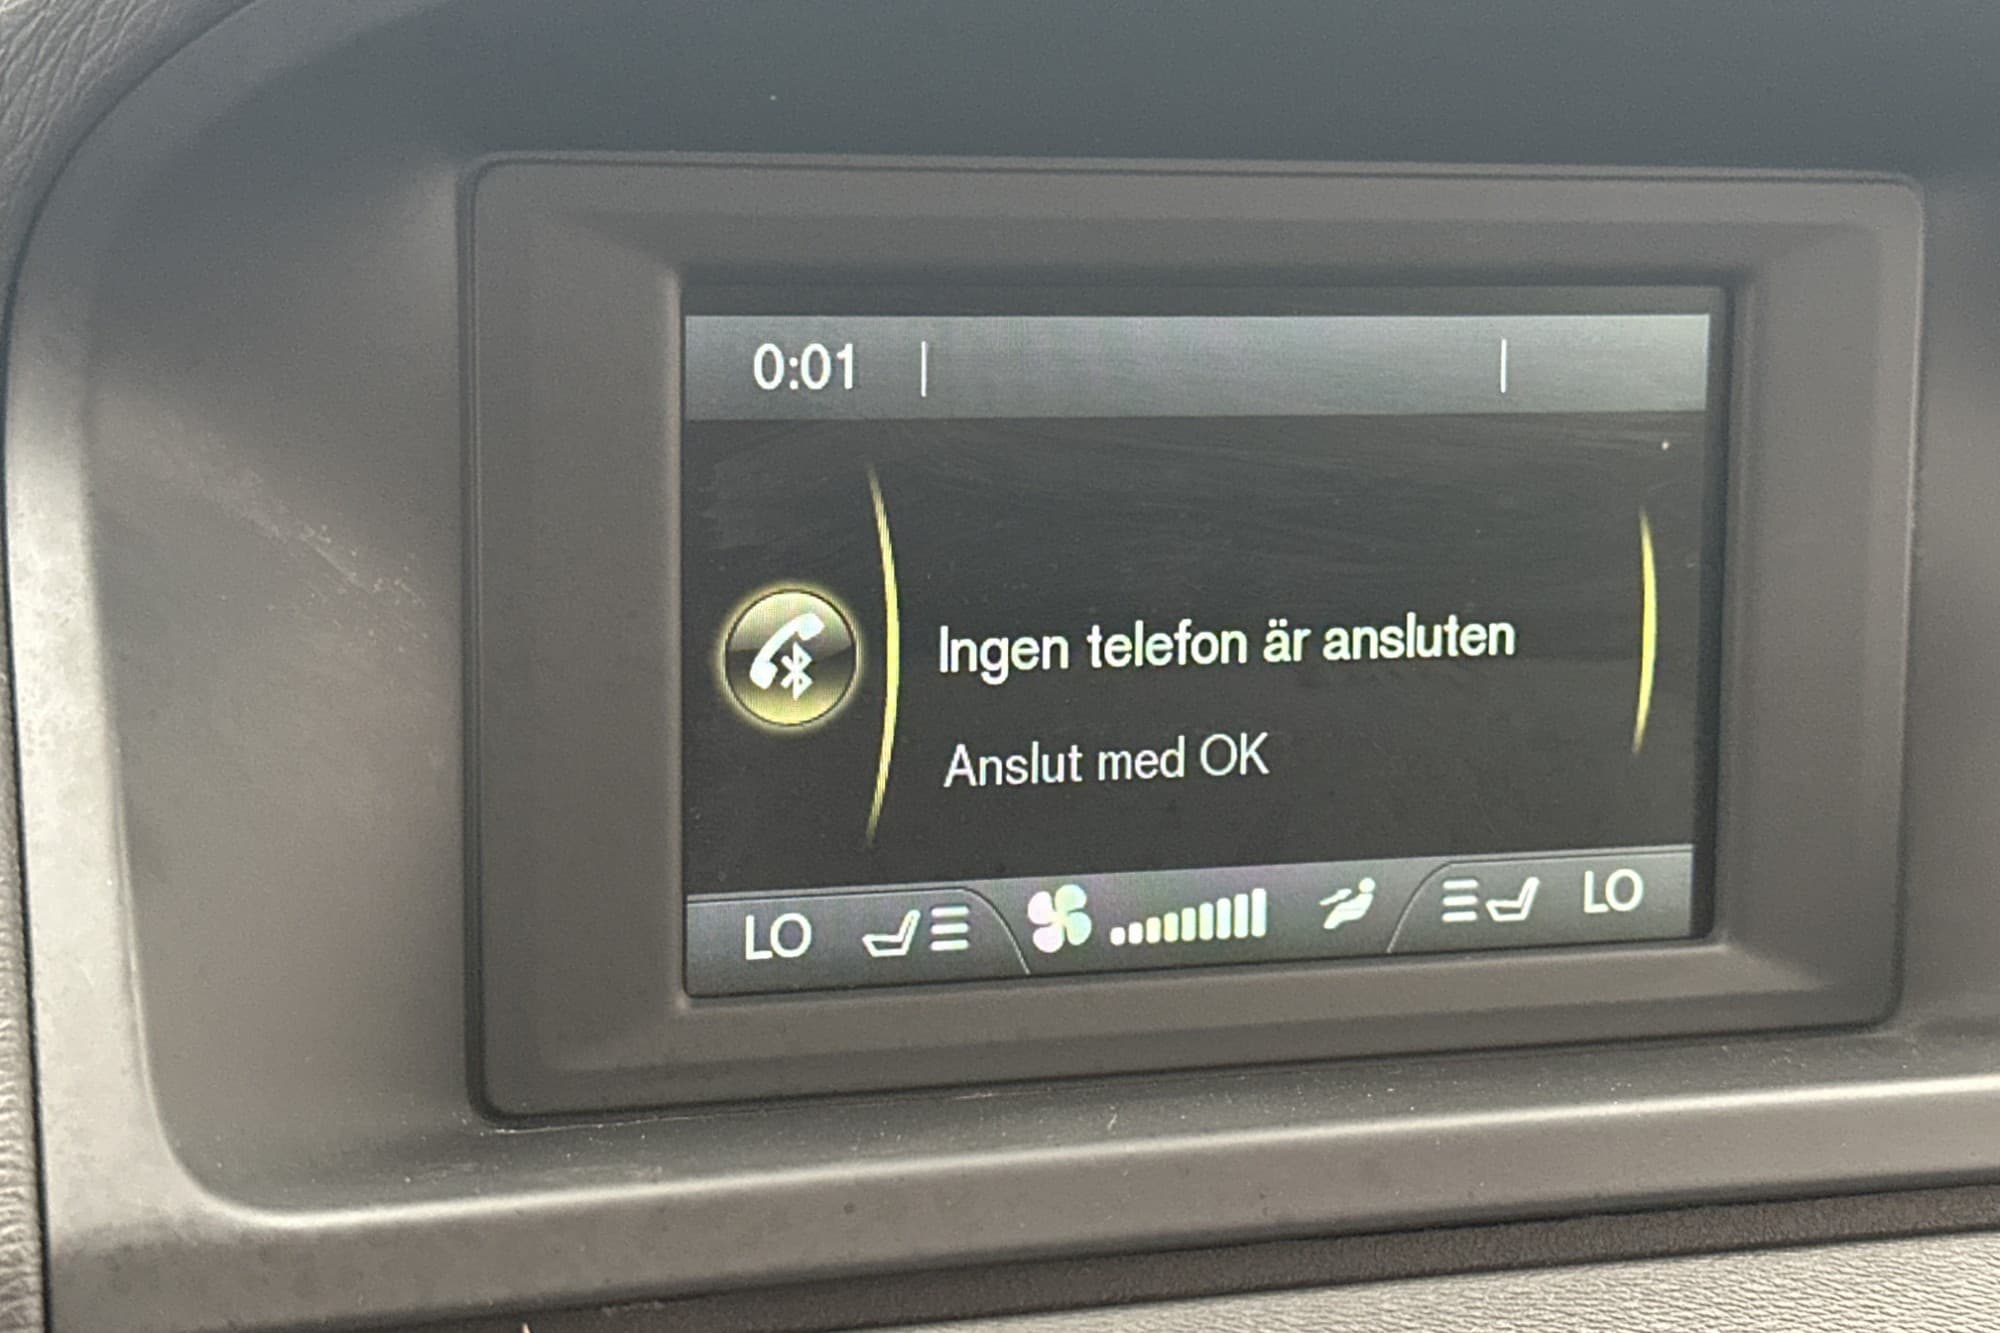 0:01
Ingen telefon är ansluten
Anslut med OK
LO LO